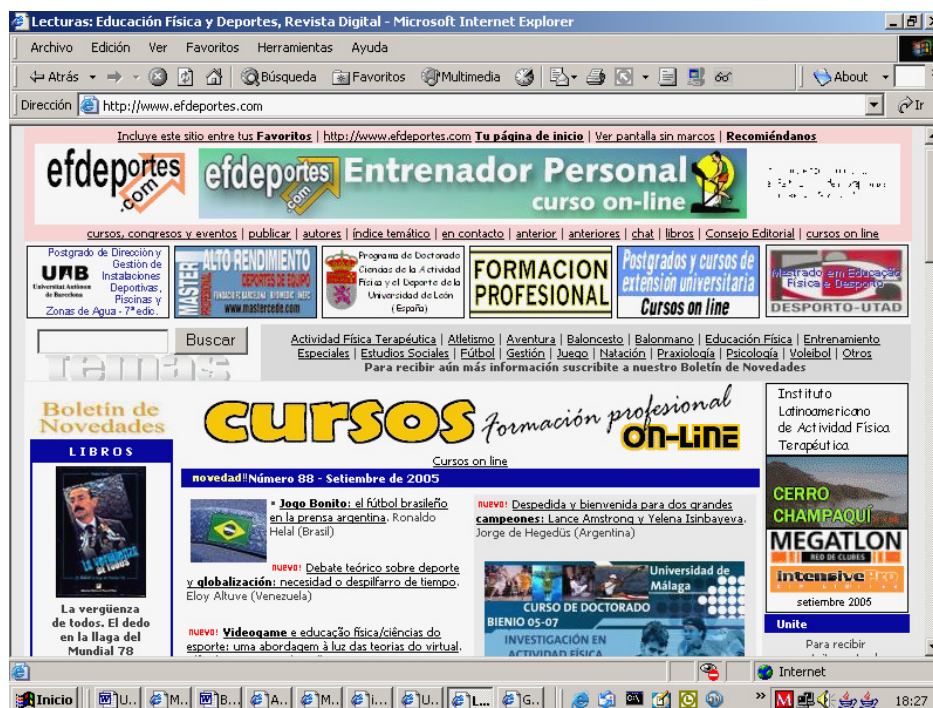 Lecturas: Educación Física y Deportes, Revista Digital - Microsoft Internet Explorer
Archivo Edición Ver Favoritos Herramientas Ayuda
Atrás Búsqueda Favoritos Multimedia About
Dirección http://www.efdeportes.com Ir
Incluye este sitio entre tus Favoritos | http://www.efdeportes.com Tu página de inicio | Ver pantalla sin marcos | Recomiéndanos
efdeportes .com
efdeportes .com Entrenador Personal
curso on-line
cursos, congresos y eventos | publicar | autores | índice temático | en contacto | anterior | anteriores | chat | libros | Consejo Editorial | cursos on line
Postgrado de Dirección y
Gestión de
Instalaciones
Deportivas,
Piscinas y
Zonas de Agua - 7ª edic.
UAB
Universitat Autònoma
de Barcelona
MASTER PROFESIONAL
ALTO RENDIMIENTO
DEPORTES DE EQUIPO
FUNDACIÓ FC BARCELONA BYOMEDIC INEFC
www.mastercede.com
Programa de Doctorado
Ciencias de la Actividad
Física y el Deporte de la
Universidad de León
(España)
FORMACION
PROFESIONAL
Postgrados y cursos de
extensión universitaria
Cursos on line
Mestrado em Educação
Física e Desporto
DESPORTO-UTAD
Buscar
temas
Actividad Física Terapéutica | Atletismo | Aventura | Baloncesto | Balonmano | Educación Física | Entrenamiento
Especiales | Estudios Sociales | Fútbol | Gestión | Juego | Natación | Praxiología | Psicología | Voleibol | Otros
Para recibir aún más información suscribite a nuestro Boletín de Novedades
Boletín de
Novedades
LIBROS
La vergüenza
de todos
La vergüenza
de todos. El dedo
en la llaga del
Mundial 78
cursos Formación profesional
on-line
Cursos on line
novedad!! Número 88 - Setiembre de 2005
Jogo Bonito: el fútbol brasileño
en la prensa argentina. Ronaldo
Helal (Brasil)
nuevo! Debate teórico sobre deporte
y globalización: necesidad o despilfarro de tiempo.
Eloy Altuve (Venezuela)
nuevo! Videogame e educação física/ciências do
esporte: uma abordagem à luz das teorias do virtual.
nuevo! Despedida y bienvenida para dos grandes
campeones: Lance Amstrong y Yelena Isinbayeva.
Jorge de Hegedüs (Argentina)
Universidad de
Málaga
CURSO DE DOCTORADO
BIENIO 05-07
INVESTIGACIÓN EN
ACTIVIDAD FÍSICA
Instituto
Latinoamericano
de Actividad Física
Terapéutica
CERRO
CHAMPAQUÍ
MEGATLON
RED DE CLUBES
intensivePro
setiembre 2005
Unite
Para recibir
Internet
Inicio U.. M.. B.. A.. M.. i... U.. L... G.. 18:27